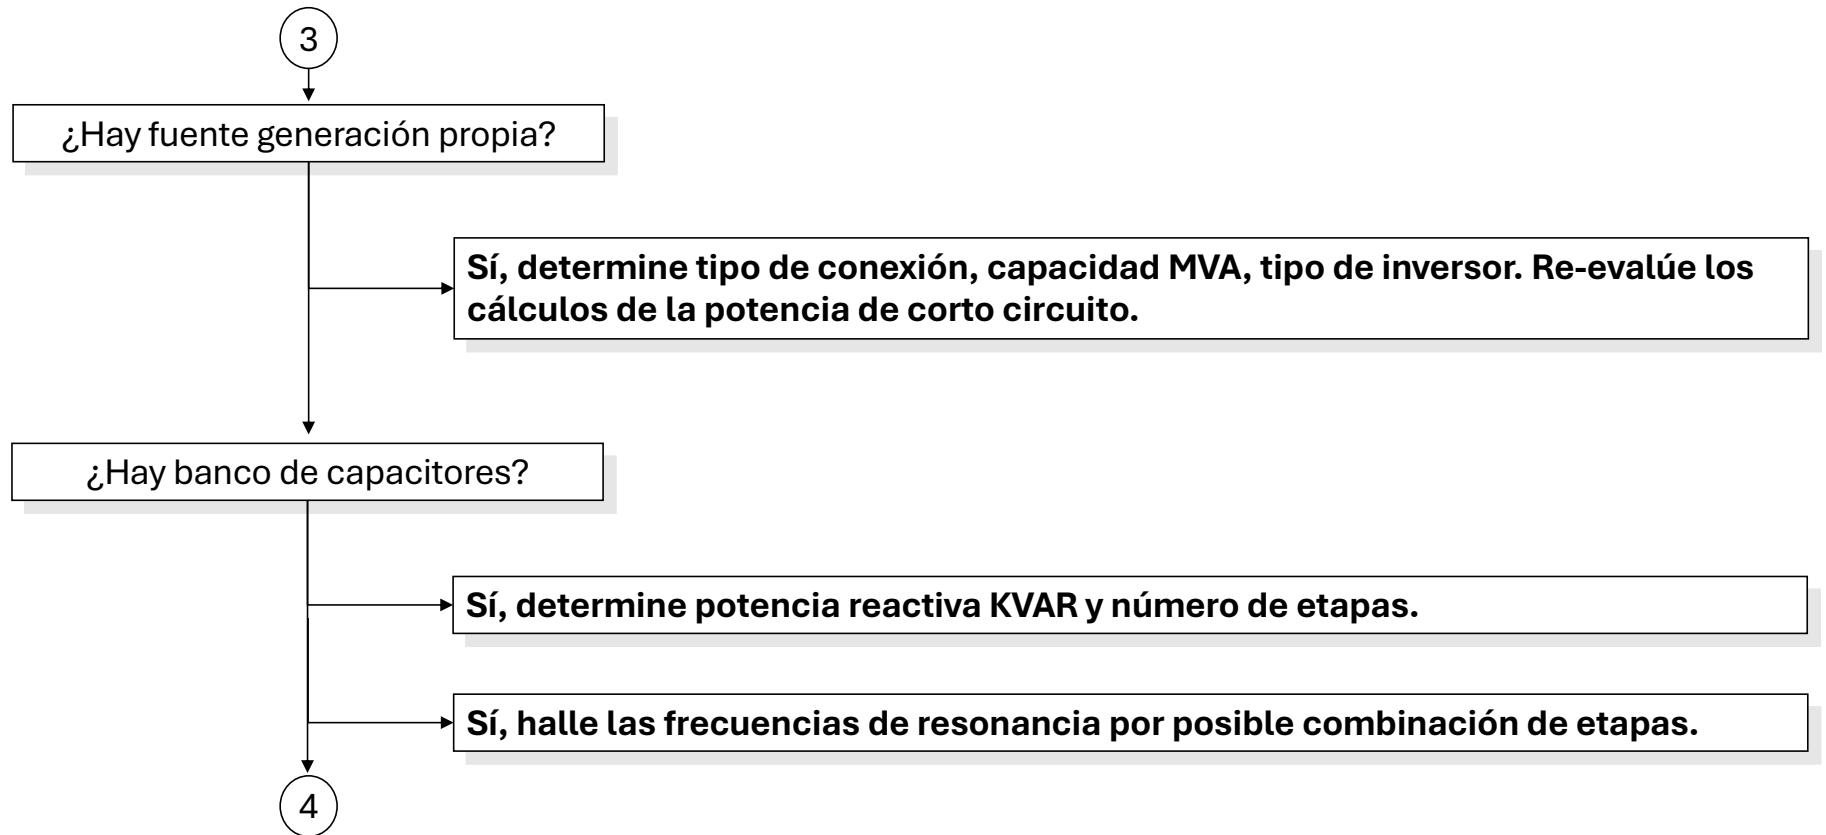 3
¿Hay fuente generación propia?
Sí, determine tipo de conexión, capacidad MVA, tipo de inversor. Re-evalúe los
cálculos de la potencia de corto circuito.
¿Hay banco de capacitores?
Sí, determine potencia reactiva KVAR y número de etapas.
Sí, halle las frecuencias de resonancia por posible combinación de etapas.
4